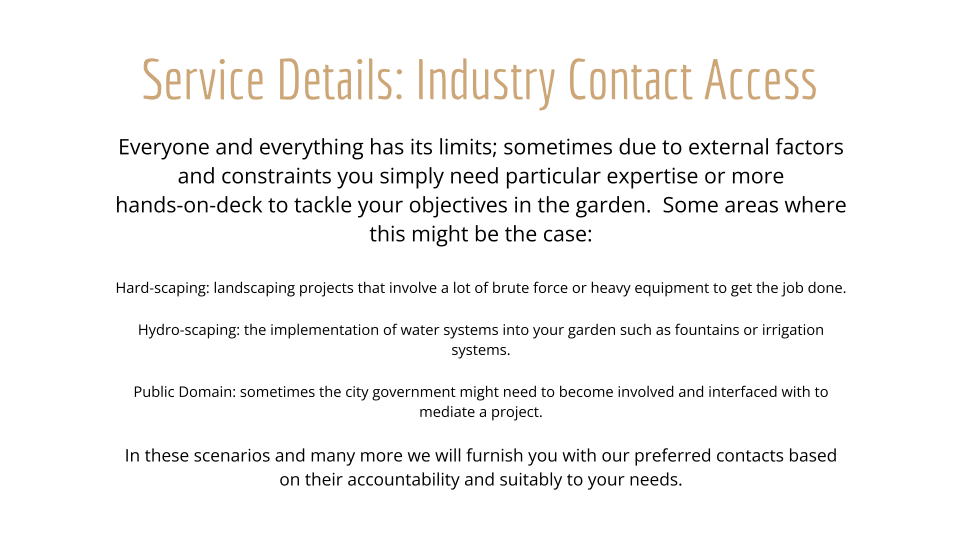 Service Details: Industry Contact Access
Everyone and everything has its limits; sometimes due to external factors
and constraints you simply need particular expertise or more
hands-on-deck to tackle your objectives in the garden.  Some areas where
this might be the case:
Hard-scaping: landscaping projects that involve a lot of brute force or heavy equipment to get the job done.
Hydro-scaping: the implementation of water systems into your garden such as fountains or irrigation
systems.
Public Domain: sometimes the city government might need to become involved and interfaced with to
mediate a project.
In these scenarios and many more we will furnish you with our preferred contacts based
on their accountability and suitably to your needs.